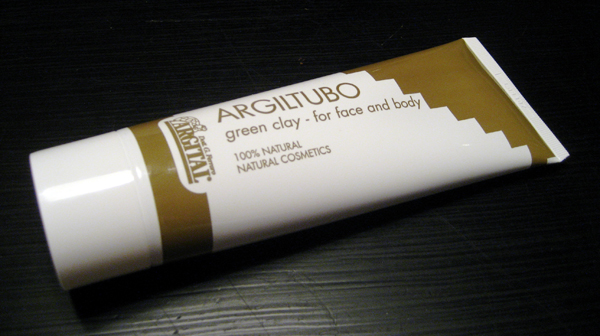 ARGILTUBO
green clay - for face and body
100% NATURAL
NATURAL COSMETICS
ARGITAL